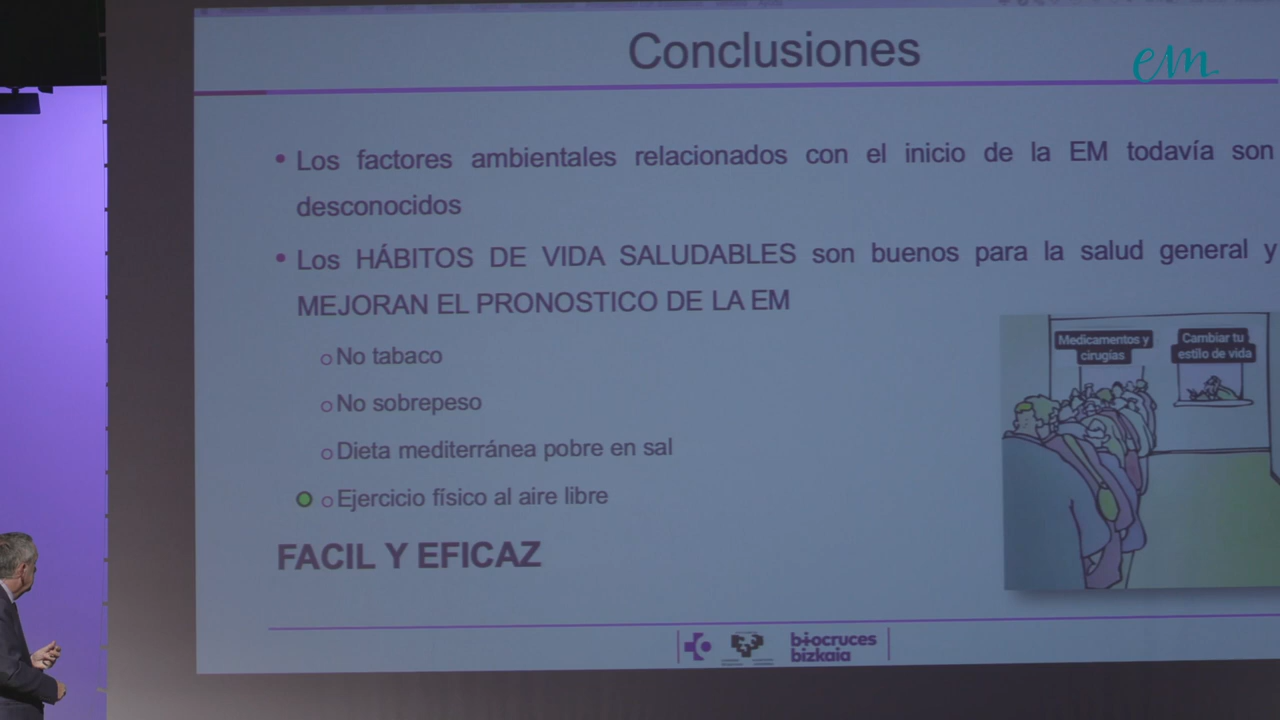 Conclusiones
em
• Los factores ambientales relacionados con el inicio de la EM todavía son
desconocidos
• Los HÁBITOS DE VIDA SALUDABLES son buenos para la salud general y
MEJORAN EL PRONOSTICO DE LA EM
o No tabaco
o No sobrepeso
o Dieta mediterránea pobre en sal
o Ejercicio físico al aire libre
FACIL Y EFICAZ
Medicamentos y
cirugías
Cambiar tu
estilo de vida
biocruces
bizkaia